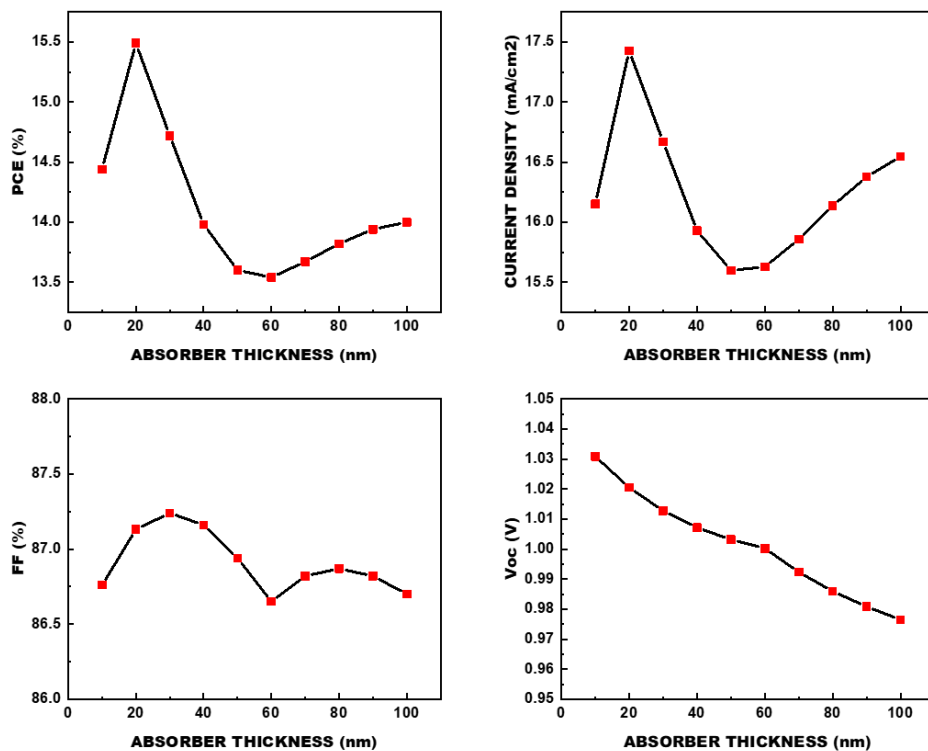 PCE (%)
15.5
15.0
14.5
14.0
13.5
0 20 40 60 80 100
ABSORBER THICKNESS (nm)
CURRENT DENSITY (mA/cm2)
17.5
17.0
16.5
16.0
15.5
0 20 40 60 80 100
ABSORBER THICKNESS (nm)
FF (%)
88.0
87.5
87.0
86.5
86.0
0 20 40 60 80 100
ABSORBER THICKNESS (nm)
Voc (V)
1.05
1.04
1.03
1.02
1.01
1.00
0.99
0.98
0.97
0.96
0.95
0 20 40 60 80 100
ABSORBER THICKNESS (nm)